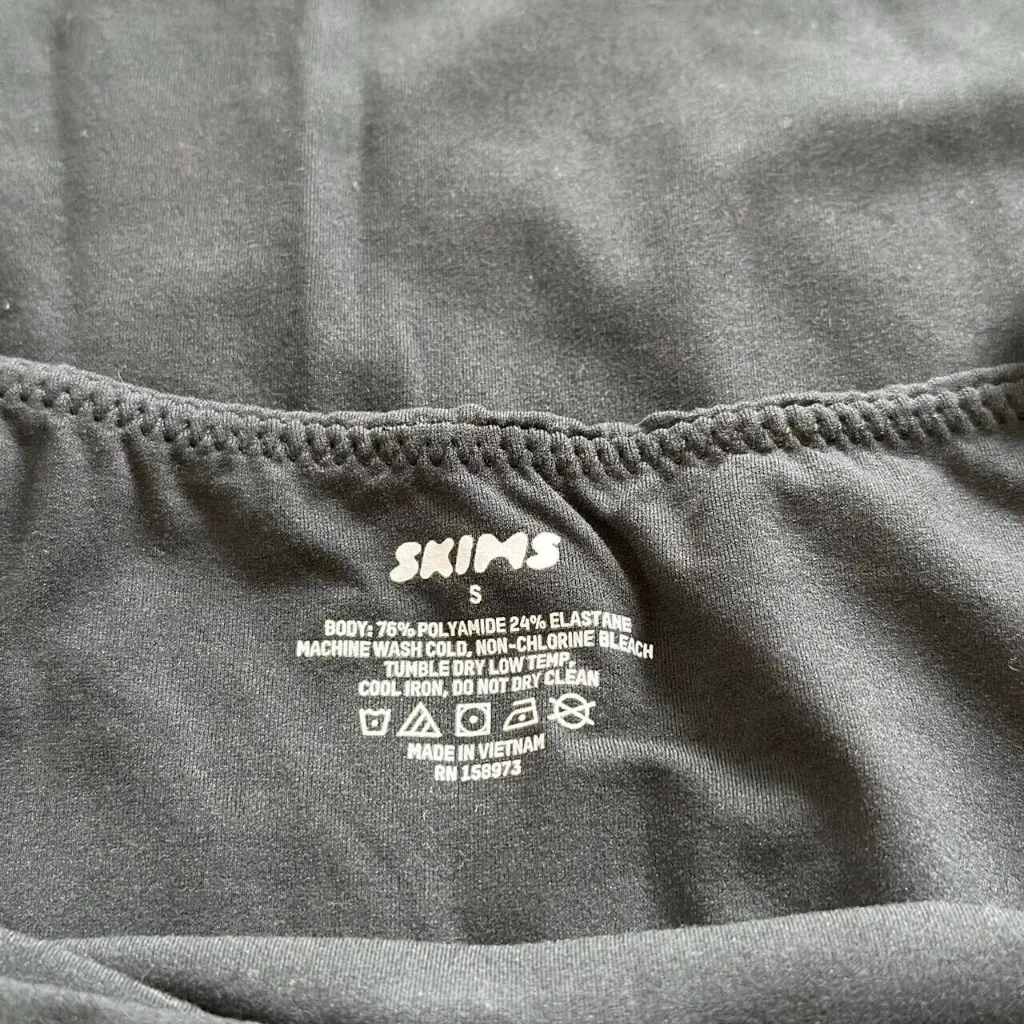 SKIMS
S
BODY: 76% POLYAMIDE 24% ELASTANE
MACHINE WASH COLD, NON-CHLORINE BLEACH
TUMBLE DRY LOW TEMP,
COOL IRON, DO NOT DRY CLEAN
MADE IN VIETNAM
RN 158973